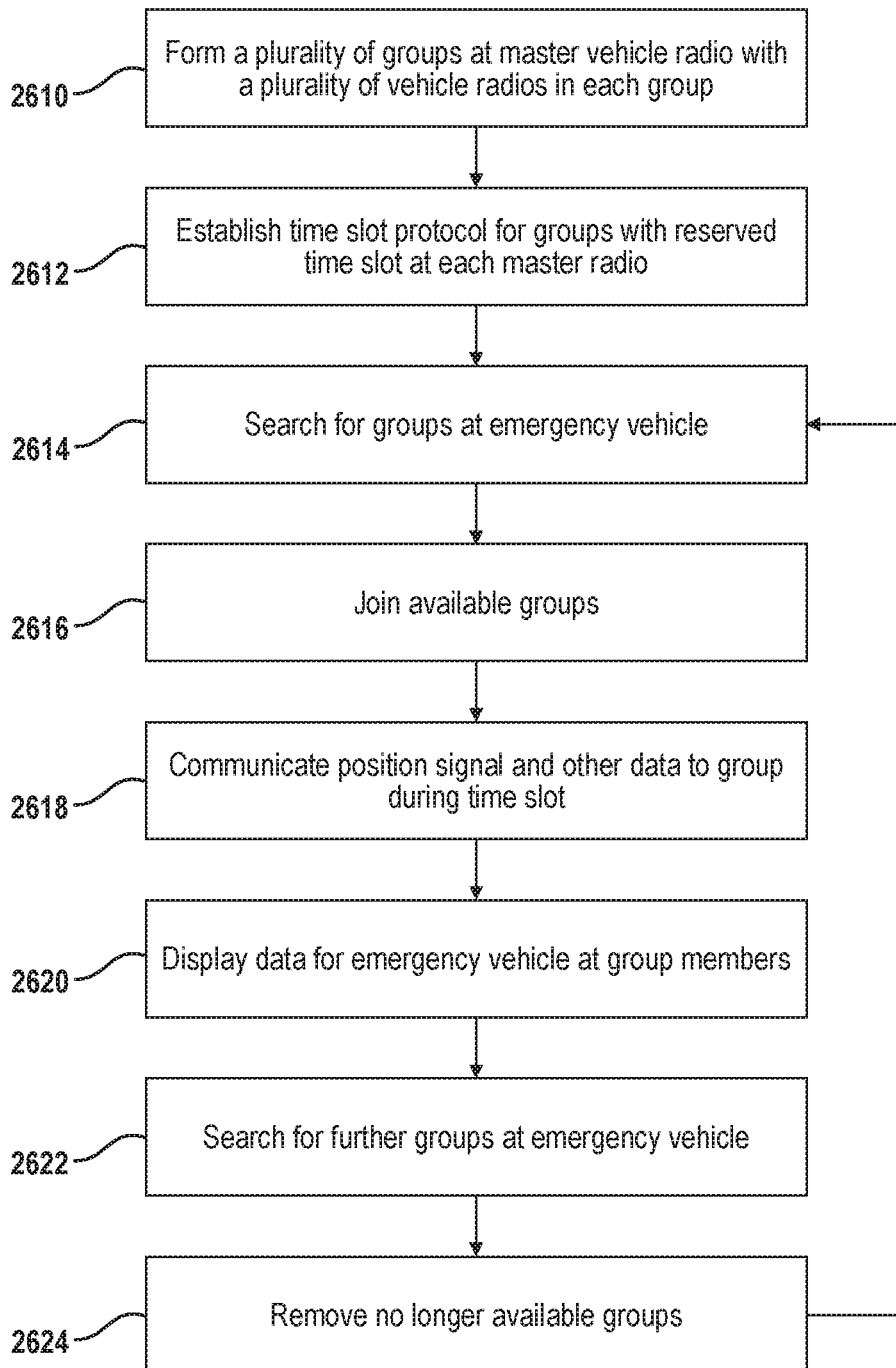 2610
Form a plurality of groups at master vehicle radio with
a plurality of vehicle radios in each group
2612
Establish time slot protocol for groups with reserved
time slot at each master radio
2614
Search for groups at emergency vehicle
2616
Join available groups
2618
Communicate position signal and other data to group
during time slot
2620
Display data for emergency vehicle at group members
2622
Search for further groups at emergency vehicle
2624
Remove no longer available groups